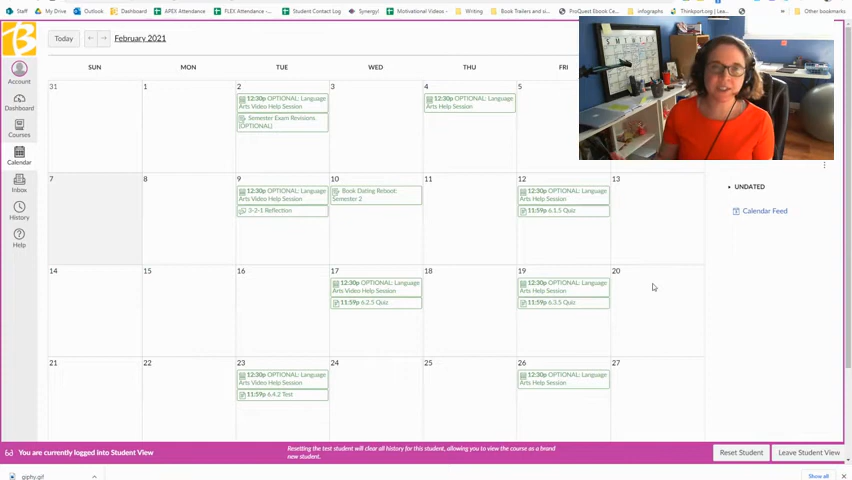 Staff My Drive Outlook Dashboard APEX Attendance FLEX Attendance -... Student Contact Log Synergy! Motivational Videos -... Writing Book Trailers and si... ProQuest Ebook Ce... infographs Thinkport.org | Lea... Other bookmarks
B
Today February 2021
SUN MON TUE WED THU FRI
31 1 2 3 4 5
12:30p OPTIONAL: Language
Arts Video Help Session
Semester Exam Revisions.
(OPTIONAL)
12:30p OPTIONAL: Language
Arts Help Session
7 8 9 10 11 12 13
12:30p OPTIONAL: Language
Arts Video Help Session
3-2-1 Reflection
Book Dating Reboot:
Semester 2
12:30p OPTIONAL: Language
Arts Help Session
11:59p 6.1.5 Quiz
14 15 16 17 18 19 20
12:30p OPTIONAL: Language
Arts Video Help Session
11:59p 6.2.5 Quiz
12:30p OPTIONAL: Language
Arts Help Session
11:59p 6.3.5 Quiz
21 22 23 24 25 26 27
12:30p OPTIONAL: Language
Arts Video Help Session
11:59p 6.4.2 Test
12:30p OPTIONAL: Language
Arts Help Session
Account
Dashboard
Courses
Calendar
Inbox
History
Help
UNDATED
Calendar Feed
S M T W T F S
You are currently logged into Student View
Resetting the test student will clear all history for this student, allowing you to view the course as a brand
new student.
Reset Student Leave Student View
giphy.gif Show all